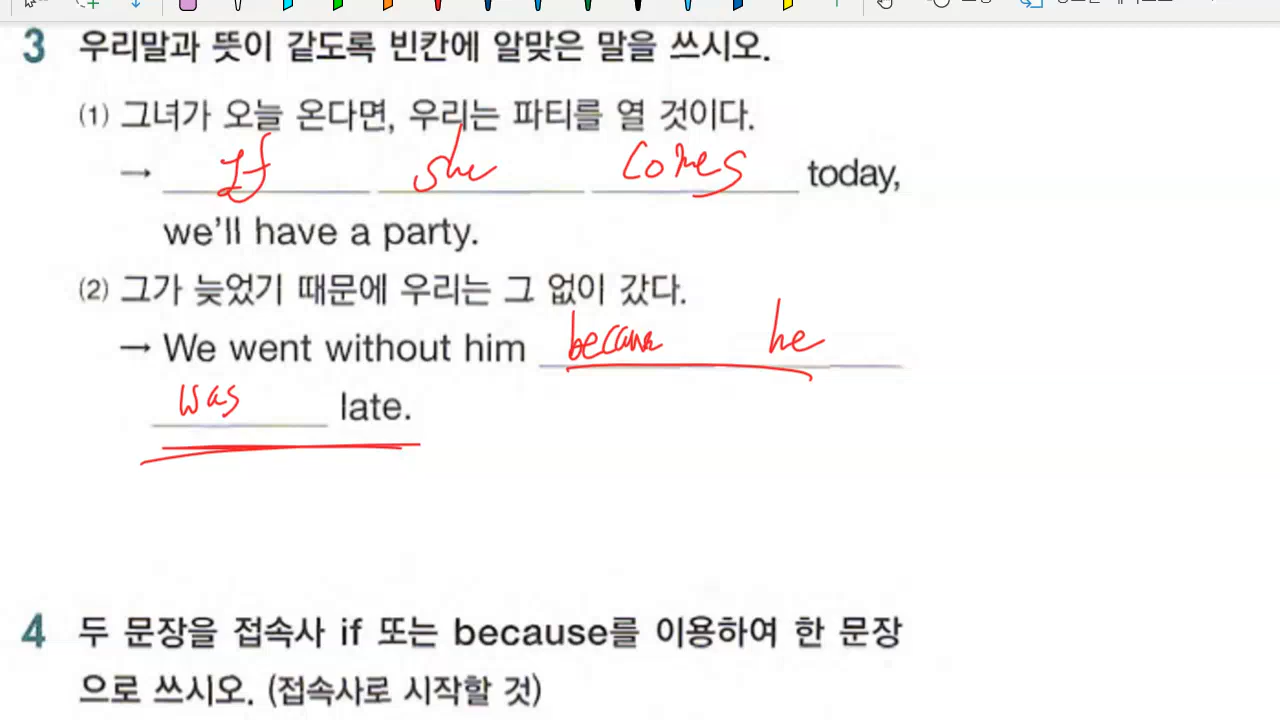 3 우리말과 뜻이 같도록 빈칸에 알맞은 말을 쓰시오.
(1) 그녀가 오늘 온다면, 우리는 파티를 열 것이다.
→ If she comes today,
we'll have a party.
(2) 그가 늦었기 때문에 우리는 그 없이 갔다.
→ We went without him because he
was late.
4 두 문장을 접속사 if 또는 because를 이용하여 한 문장
으로 쓰시오. (접속사로 시작할 것)